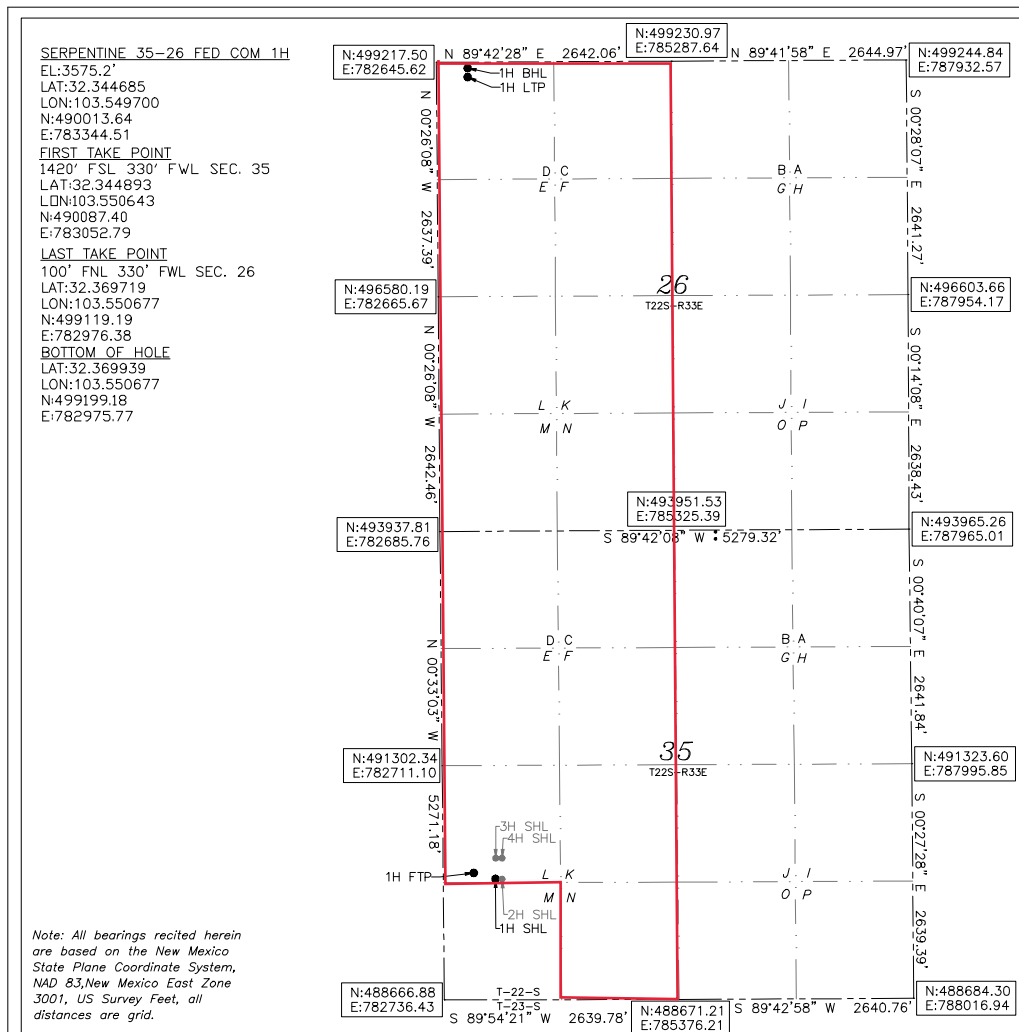 SERPENTINE 35-26 FED COM 1H
EL:3575.2'
LAT:32.344685
LON:103.549700
N:490013.64
E:783344.51
FIRST TAKE POINT
1420' FSL 330' FWL SEC. 35
LAT:32.344893
LON:103.550643
N:490087.40
E:783052.79
LAST TAKE POINT
100' FNL 330' FWL SEC. 26
LAT:32.369719
LON:103.550677
N:499119.19
E:782976.38
BOTTOM OF HOLE
LAT:32.369939
LON:103.550677
N:499199.18
E:782975.77
N:499217.50
E:782645.62
N 89°42'28" E 2642.06'
N:499230.97
E:785287.64
N 89°41'58" E 2644.97'
N:499244.84
E:787932.57
1H BHL
1H LTP
N 00°26'08" W 2637.39'
S 00°28'07" E 2641.27'
D C
E F
B A
G H
N:496580.19
E:782665.67
26
T22S-R33E
N:496603.66
E:787954.17
N 00°26'08" W 2642.46'
S 00°14'08" E 2638.43'
L K
M N
J I
O P
N:493937.81
E:782685.76
N:493951.53
E:785325.39
S 89°42'08" W 5279.32'
N:493965.26
E:787965.01
N 00°33'03" W 5271.18'
S 00°40'07" E 2641.84'
D C
E F
B A
G H
N:491302.34
E:782711.10
35
T22S-R33E
N:491323.60
E:787995.85
S 00°27'28" E 2639.39'
3H SHL
4H SHL
1H FTP
L K
M N
J I
O P
2H SHL
1H SHL
Note: All bearings recited herein
are based on the New Mexico
State Plane Coordinate System,
NAD 83,New Mexico East Zone
3001, US Survey Feet, all
distances are grid.
N:488666.88
E:782736.43
T-22-S
T-23-S
S 89°54'21" W 2639.78'
N:488671.21
E:785376.21
S 89°42'58" W 2640.76'
N:488684.30
E:788016.94